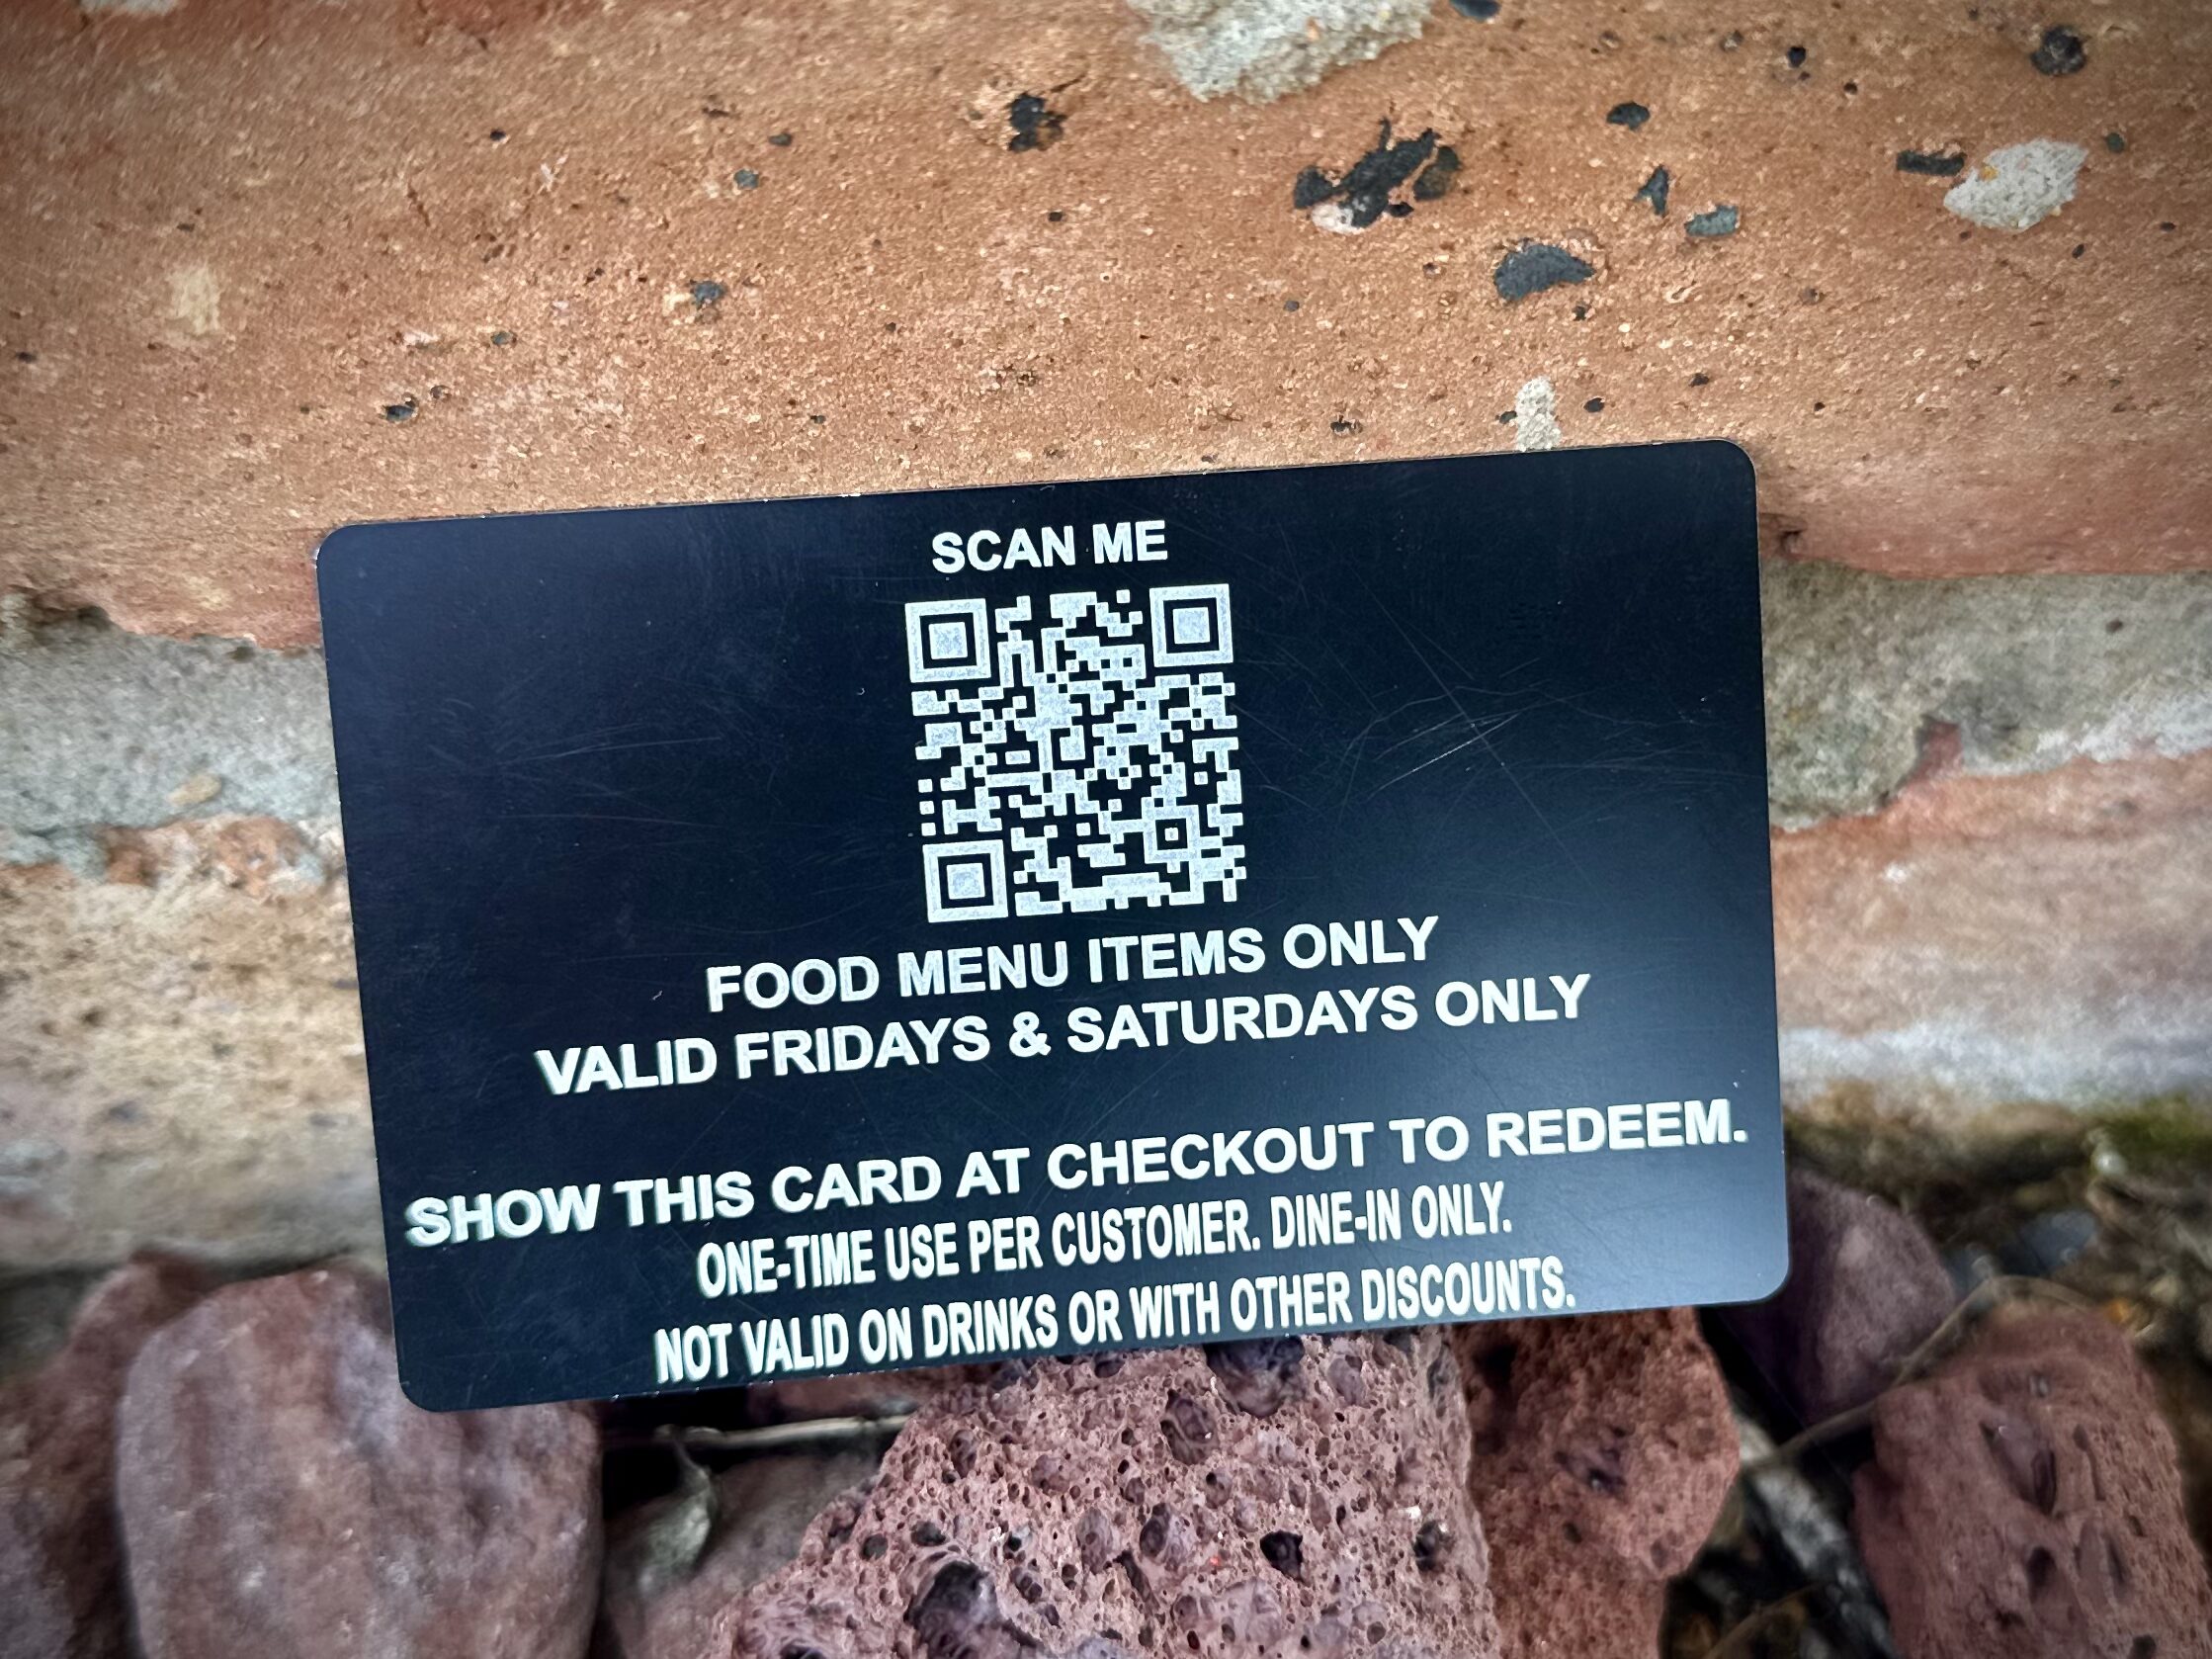 SCAN ME
FOOD MENU ITEMS ONLY
VALID FRIDAYS & SATURDAYS ONLY
SHOW THIS CARD AT CHECKOUT TO REDEEM.
ONE-TIME USE PER CUSTOMER. DINE-IN ONLY.
NOT VALID ON DRINKS OR WITH OTHER DISCOUNTS.